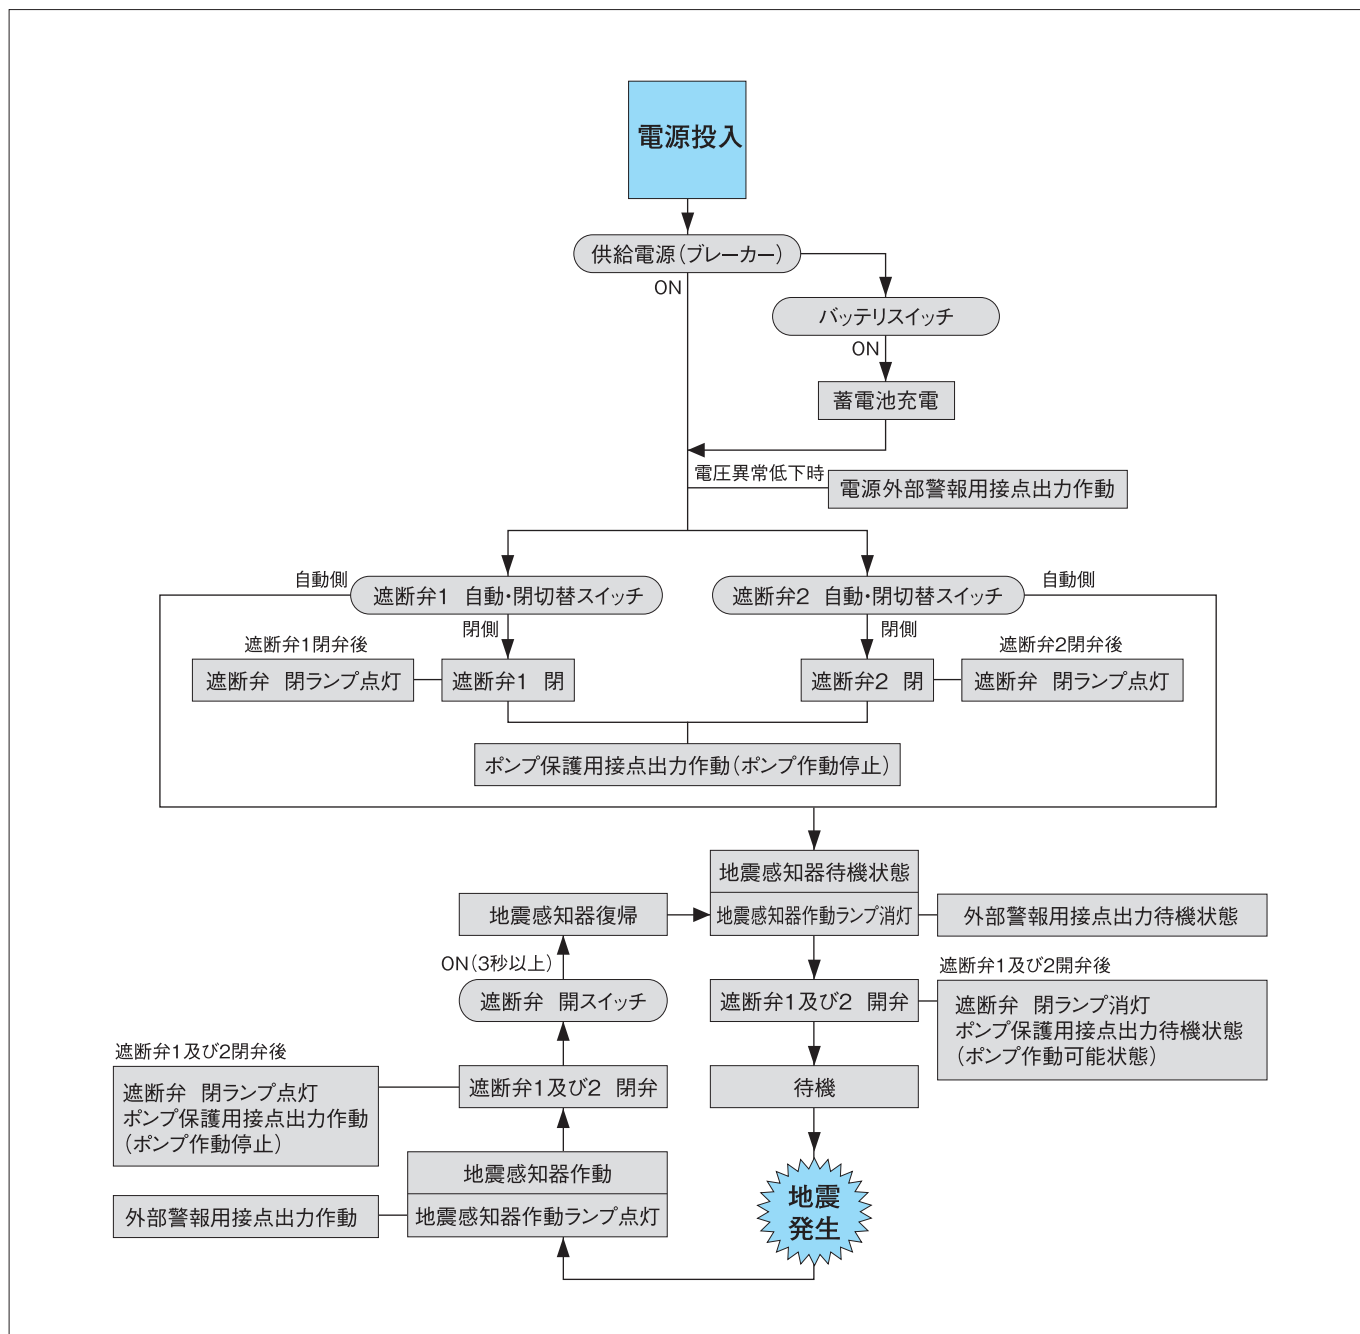 電源投入
供給電源（ブレーカー）
ON
バッテリスイッチ
ON
蓄電池充電
電圧異常低下時
電源外部警報用接点出力作動
自動側
遮断弁1 自動・閉切替スイッチ
遮断弁2 自動・閉切替スイッチ
自動側
閉側
閉側
遮断弁1閉弁後
遮断弁2閉弁後
遮断弁 閉ランプ点灯
遮断弁1 閉
遮断弁2 閉
遮断弁 閉ランプ点灯
ポンプ保護用接点出力作動（ポンプ作動停止）
地震感知器待機状態
地震感知器復帰
地震感知器作動ランプ消灯
外部警報用接点出力待機状態
ON（3秒以上）
遮断弁1及び2開弁後
遮断弁 開スイッチ
遮断弁1及び2 開弁
遮断弁 閉ランプ消灯
ポンプ保護用接点出力待機状態
（ポンプ作動可能状態）
遮断弁1及び2閉弁後
遮断弁 閉ランプ点灯
ポンプ保護用接点出力作動
（ポンプ作動停止）
遮断弁1及び2 閉弁
待機
地震感知器作動
地震感知器作動ランプ点灯
外部警報用接点出力作動
地震
発生